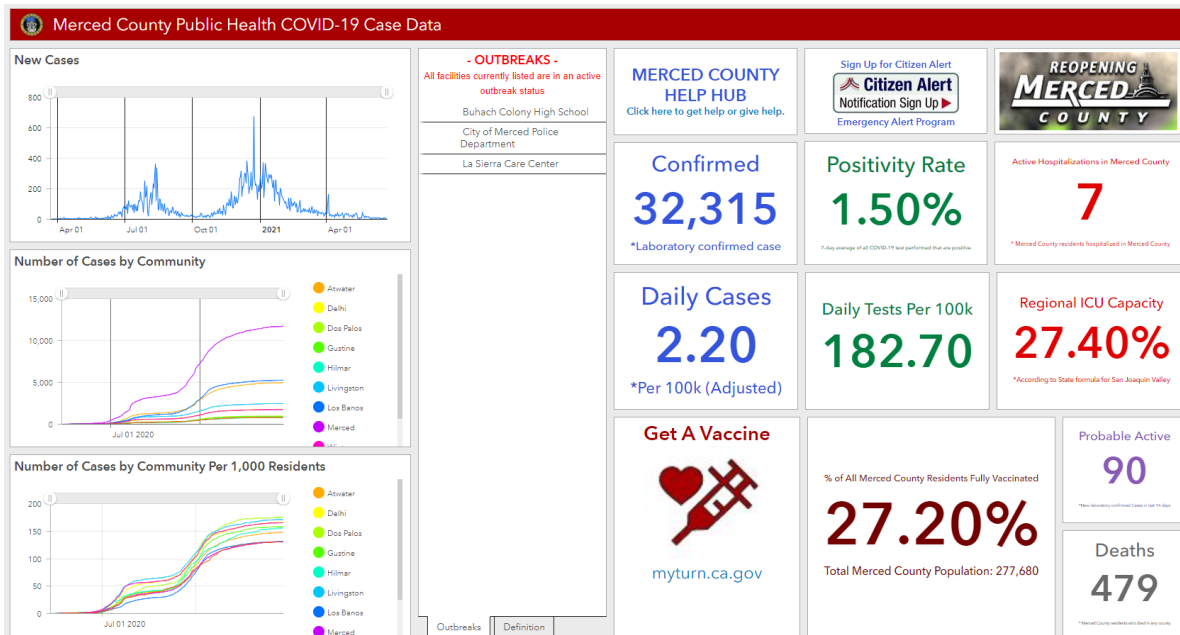 Merced County Public Health COVID-19 Case Data
New Cases
800
600
400
200
0
Apr 01
Jul 01
Oct 01
2021
Apr 01
Number of Cases by Community
15,000
10,000
5,000
0
Jul 01 2020
Atwater
Delhi
Dos Palos
Gustine
Hilmar
Livingston
Los Banos
Merced
Number of Cases by Community Per 1,000 Residents
200
150
100
50
0
Jul 01 2020
Atwater
Delhi
Dos Palos
Gustine
Hilmar
Livingston
Los Banos
Merced
- OUTBREAKS -
All facilities currently listed are in an active
outbreak status
Buhach Colony High School
City of Merced Police
Department
La Sierra Care Center
Outbreaks
Definition
MERCED COUNTY
HELP HUB
Click here to get help or give help.
Sign Up for Citizen Alert
Citizen Alert
Notification Sign Up
Emergency Alert Program
REOPENING
MERCED
COUNTY
Confirmed
32,315
*Laboratory confirmed case
Positivity Rate
1.50%
7-day average of all COVID-19 test performed that are positive
Active Hospitalizations in Merced County
7
* Merced County residents hospitalized in Merced County
Daily Cases
2.20
*Per 100k (Adjusted)
Daily Tests Per 100k
182.70
Regional ICU Capacity
27.40%
*According to State formula for San Joaquin Valley
Get A Vaccine
myturn.ca.gov
% of All Merced County Residents Fully Vaccinated
27.20%
Total Merced County Population: 277,680
Probable Active
90
*New laboratory confirmed Cases in last 14 days
Deaths
479
* Merced County residents who died in any county